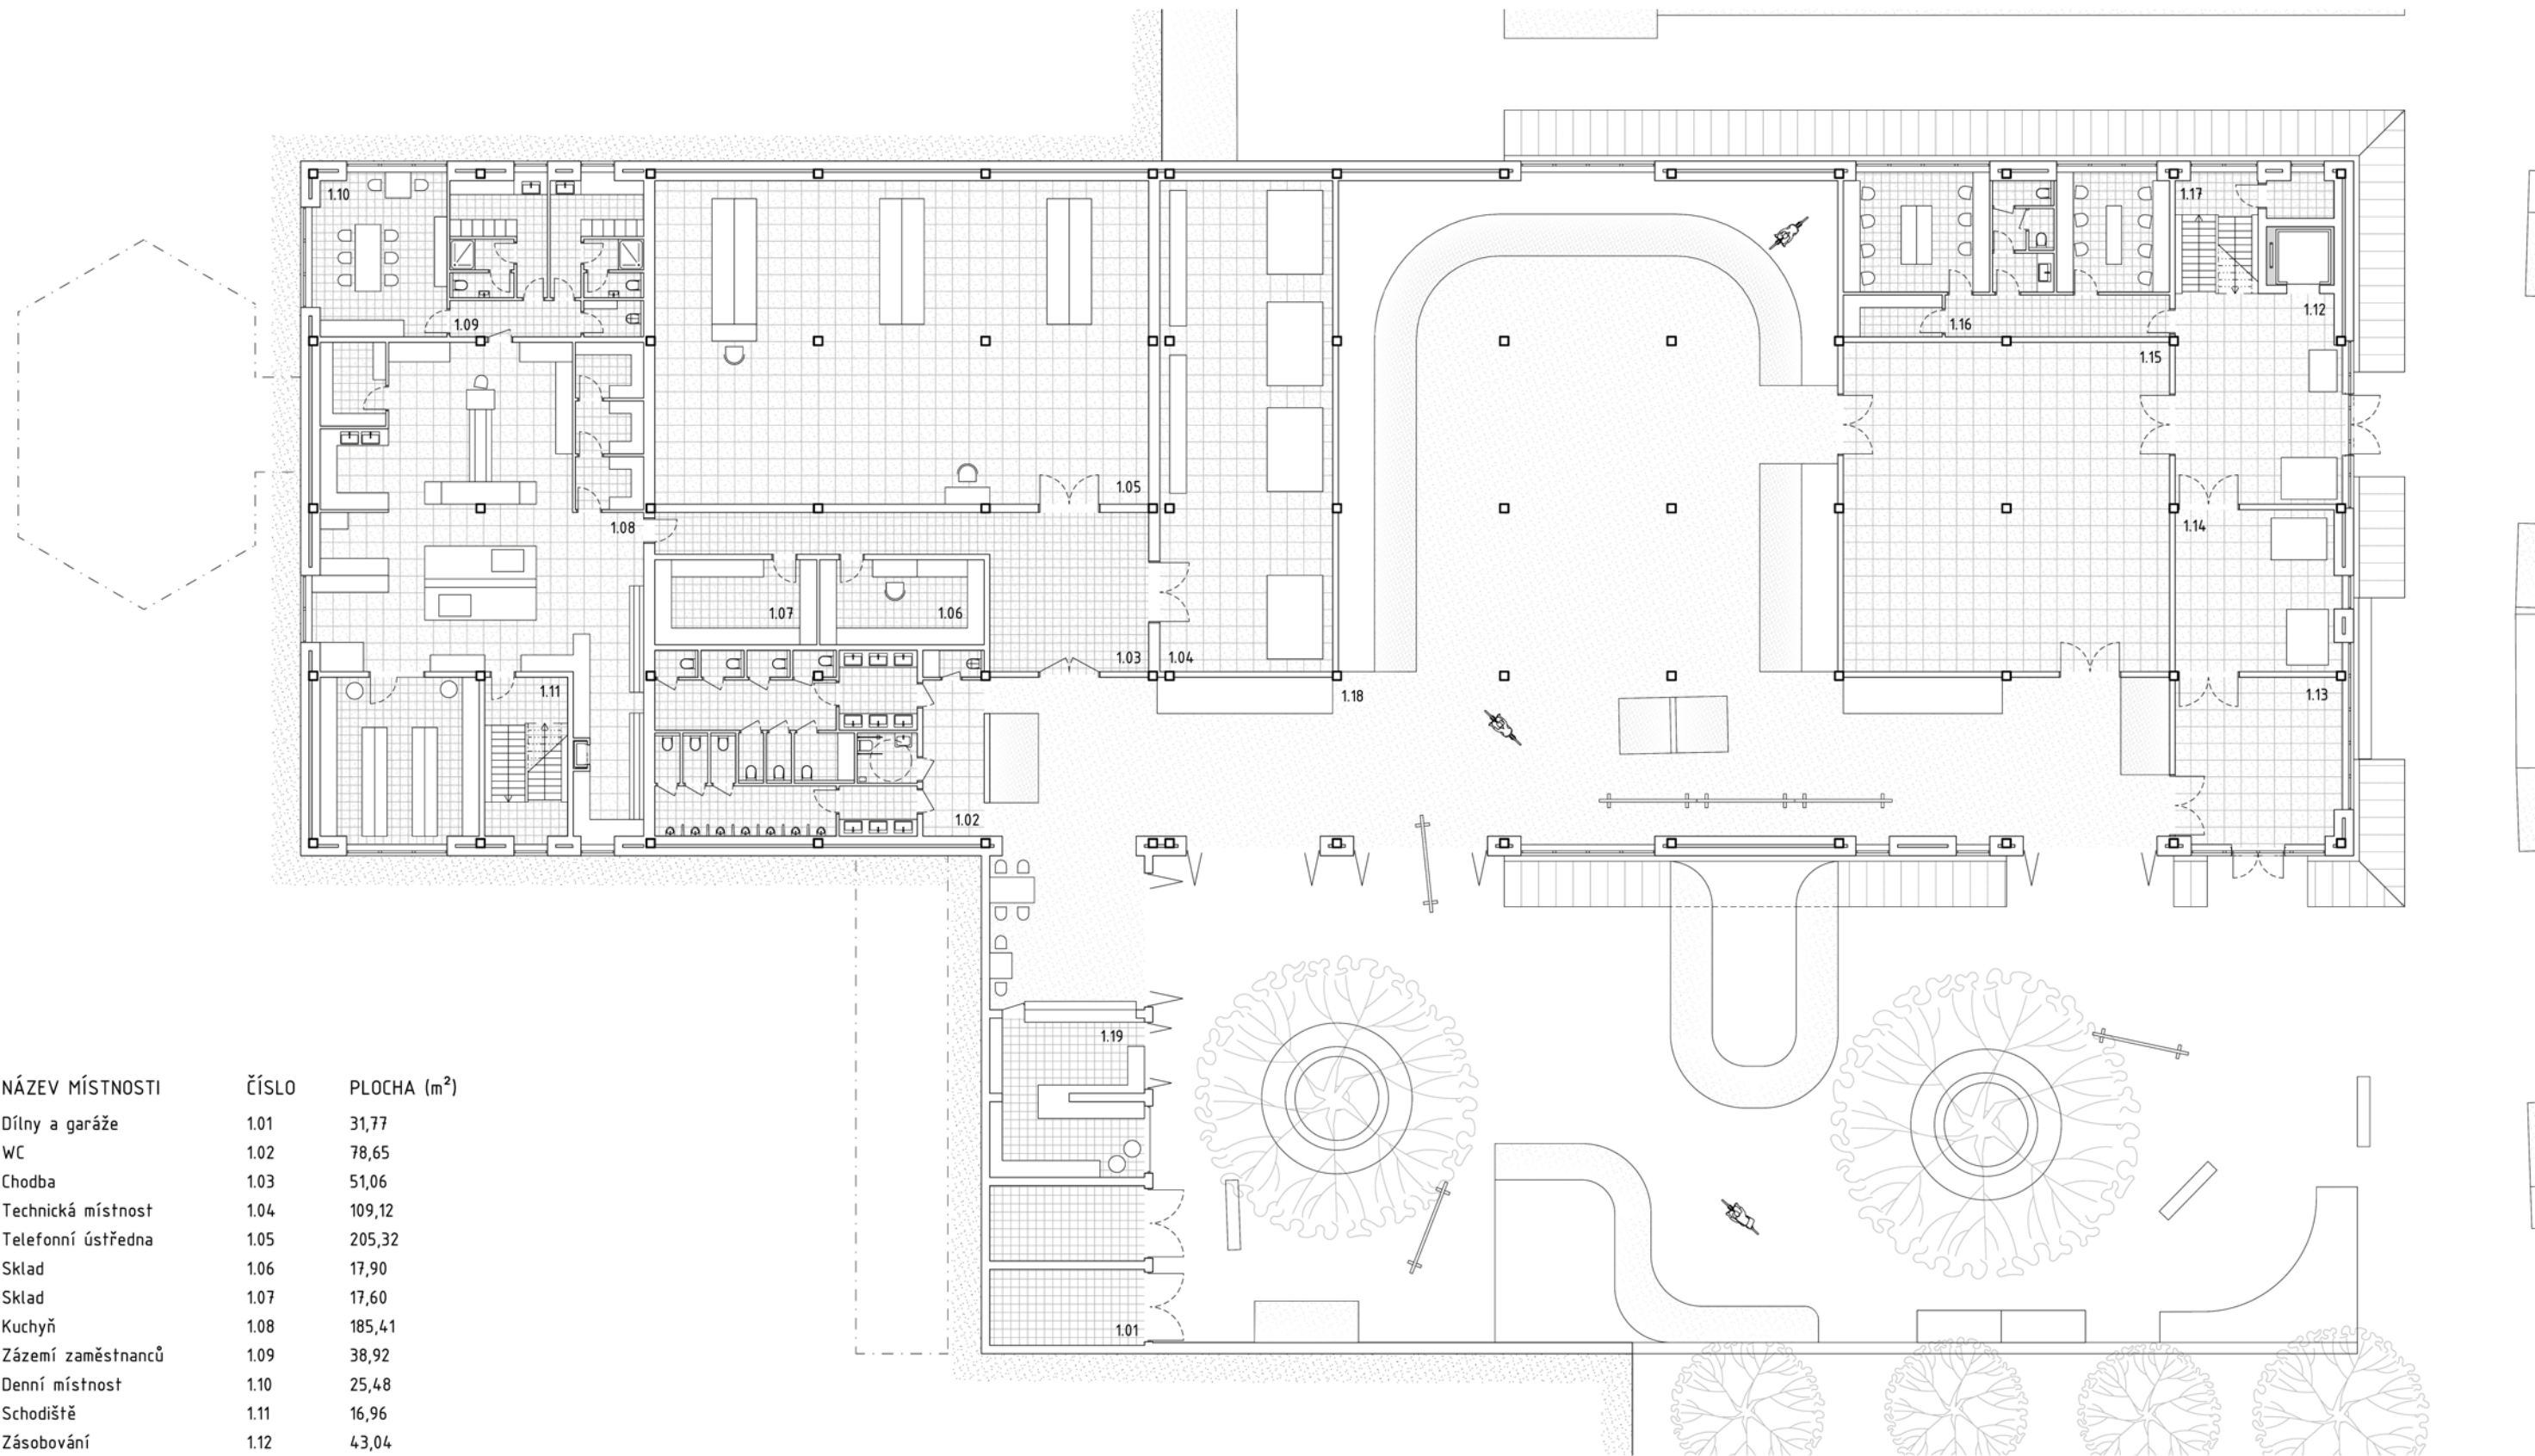 1.10
1.17
1.09
1.12
1.16
1.15
1.05
1.08
1.14
1.07
1.06
1.03
1.04
1.11
1.18
1.13
1.02
1.19
1.01
NÁZEV MÍSTNOSTI ČÍSLO PLOCHA (m²)
Dílny a garáže 1.01 31,77
WC 1.02 78,65
Chodba 1.03 51,06
Technická místnost 1.04 109,12
Telefonní ústředna 1.05 205,32
Sklad 1.06 17,90
Sklad 1.07 17,60
Kuchyň 1.08 185,41
Zázemí zaměstnanců 1.09 38,92
Denní místnost 1.10 25,48
Schodiště 1.11 16,96
Zásobování 1.12 43,04